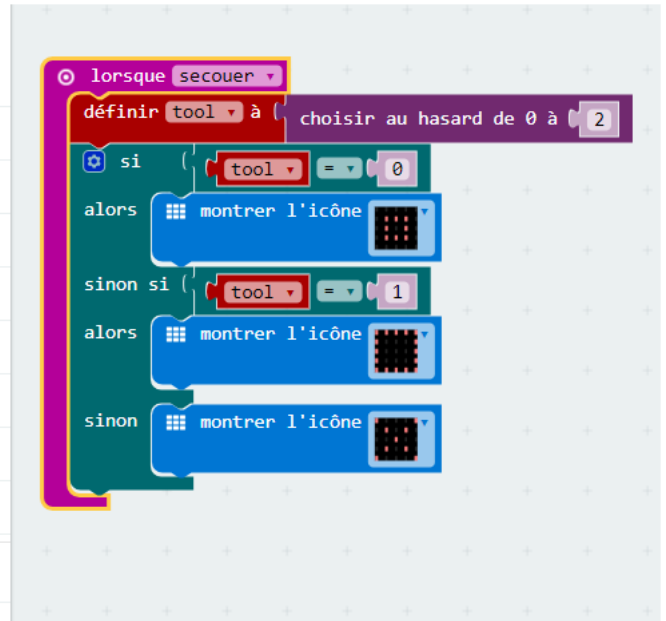 lorsque secouer
définir tool à choisir au hasard de 0 à 2
si tool = 0
alors montrer l'icône
sinon si tool = 1
alors montrer l'icône
sinon montrer l'icône